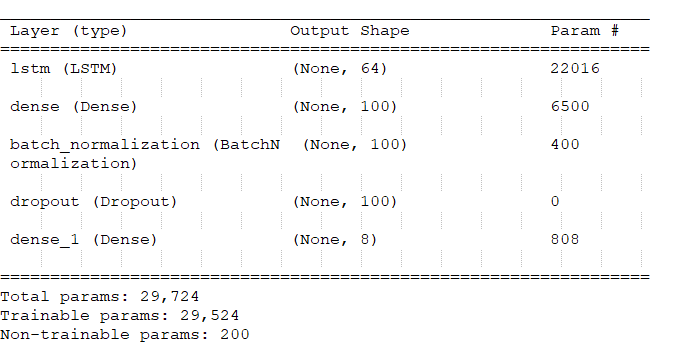 Layer (type) Output Shape Param #
lstm (LSTM) (None, 64) 22016
dense (Dense) (None, 100) 6500
batch_normalization (BatchN (None, 100) 400
ormalization)
dropout (Dropout) (None, 100) 0
dense_1 (Dense) (None, 8) 808
Total params: 29,724
Trainable params: 29,524
Non-trainable params: 200